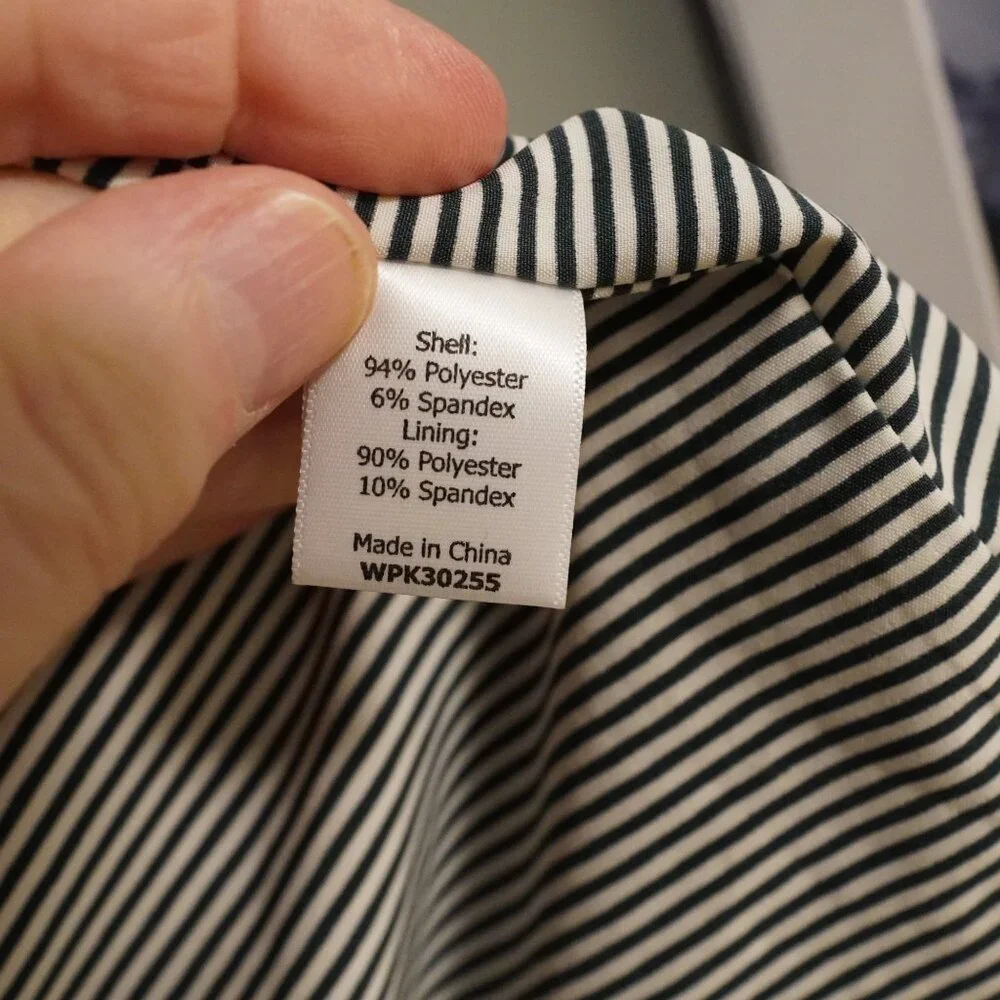 Shell:
94% Polyester
6% Spandex
Lining:
90% Polyester
10% Spandex
Made in China
WPK30255